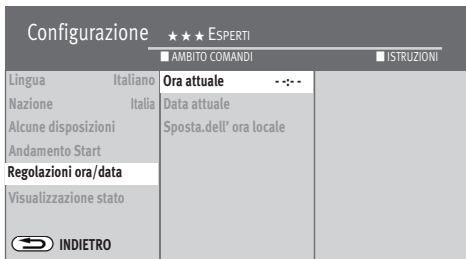 Configurazione ★ ★ ★ ESPERTI
AMBITO COMANDI ISTRUZIONI
Lingua Italiano Ora attuale - -:- -
Nazione Italia Data attuale
Alcune disposizioni Sposta.dell' ora locale
Andamento Start
Regolazioni ora/data
Visualizzazione stato
INDIETRO